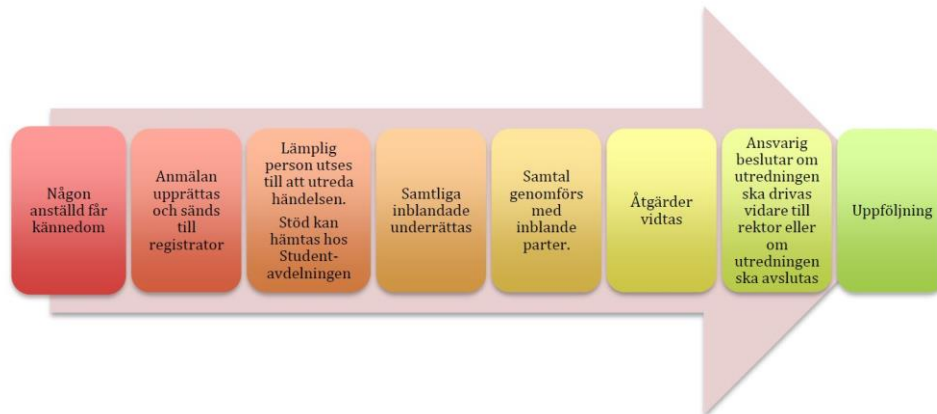 Någon
anställd får
kännedom
Anmälan
upprättas
och sänds
till
registrator
Lämplig
person utses
till att utreda
händelsen.
Stöd kan
hämtas hos
Student-
avdelningen
Samtliga
inblandade
underrättas
Samtal
genomförs
med
inblande
parter.
Åtgärder
vidtas
Ansvarig
beslutar om
utredningen
ska drivas
vidare till
rektor eller
om
utredningen
ska avslutas
Uppföljning